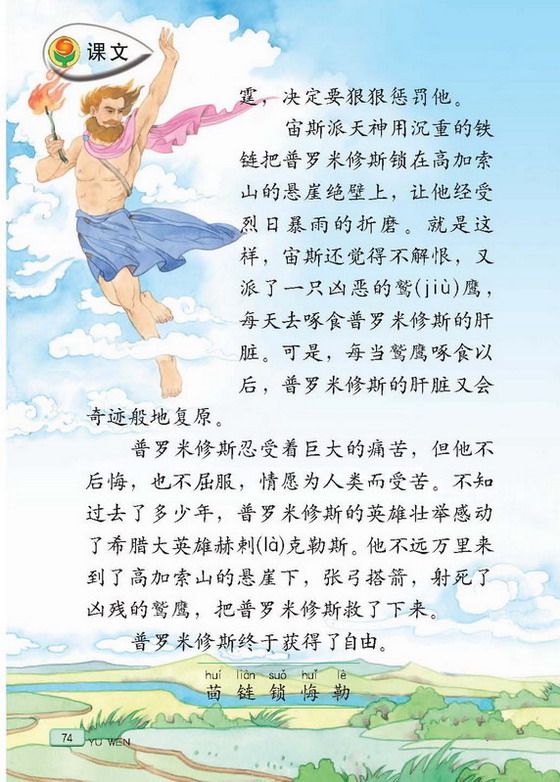 课文
霆，决定要狠狠惩罚他。
宙斯派天神用沉重的铁
链把普罗米修斯锁在高加索
山的悬崖绝壁上，让他经受
烈日暴雨的折磨。就是这
样，宙斯还觉得不解恨，又
派了一只凶恶的鹫(jiù)鹰，
每天去啄食普罗米修斯的肝
脏。可是，每当鹫鹰啄食以
后，普罗米修斯的肝脏又会
奇迹般地复原。
普罗米修斯忍受着巨大的痛苦，但他不
后悔，也不屈服，情愿为人类而受苦。不知
过去了多少年，普罗米修斯的英雄壮举感动
了希腊大英雄赫剌(là)克勒斯。他不远万里来
到了高加索山的悬崖下，张弓搭箭，射死了
凶残的鹫鹰，把普罗米修斯救了下来。
普罗米修斯终于获得了自由。
huí liàn suǒ huǐ lè
茴 链 锁 悔 勒
74
YU WEN